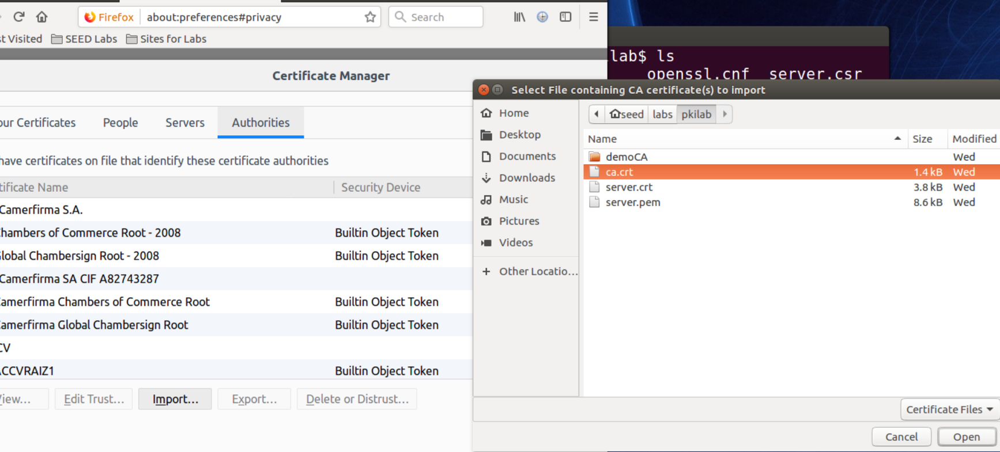 Firefox about:preferences#privacy Search
st Visited SEED Labs Sites for Labs
Certificate Manager
our Certificates People Servers Authorities
have certificates on file that identify these certificate authorities
tificate Name Security Device
Camerfirma S.A.
hambers of Commerce Root - 2008 Builtin Object Token
lobal Chambersign Root - 2008 Builtin Object Token
Camerfirma SA CIF A82743287
amerfirma Chambers of Commerce Root Builtin Object Token
amerfirma Global Chambersign Root Builtin Object Token
CV
ACCVRAIZ1 Builtin Object Token
View... Edit Trust... Import... Export... Delete or Distrust...
lab$ ls
openssl.cnf server.csr
Select File containing CA certificate(s) to import
Home
Desktop
Documents
Downloads
Music
Pictures
Videos
Other Locatio...
seed labs pkilab
Name Size Modified
demoCA Wed
ca.crt 1.4 kB Wed
server.crt 3.8 kB Wed
server.pem 8.6 kB Wed
Certificate Files
Cancel Open